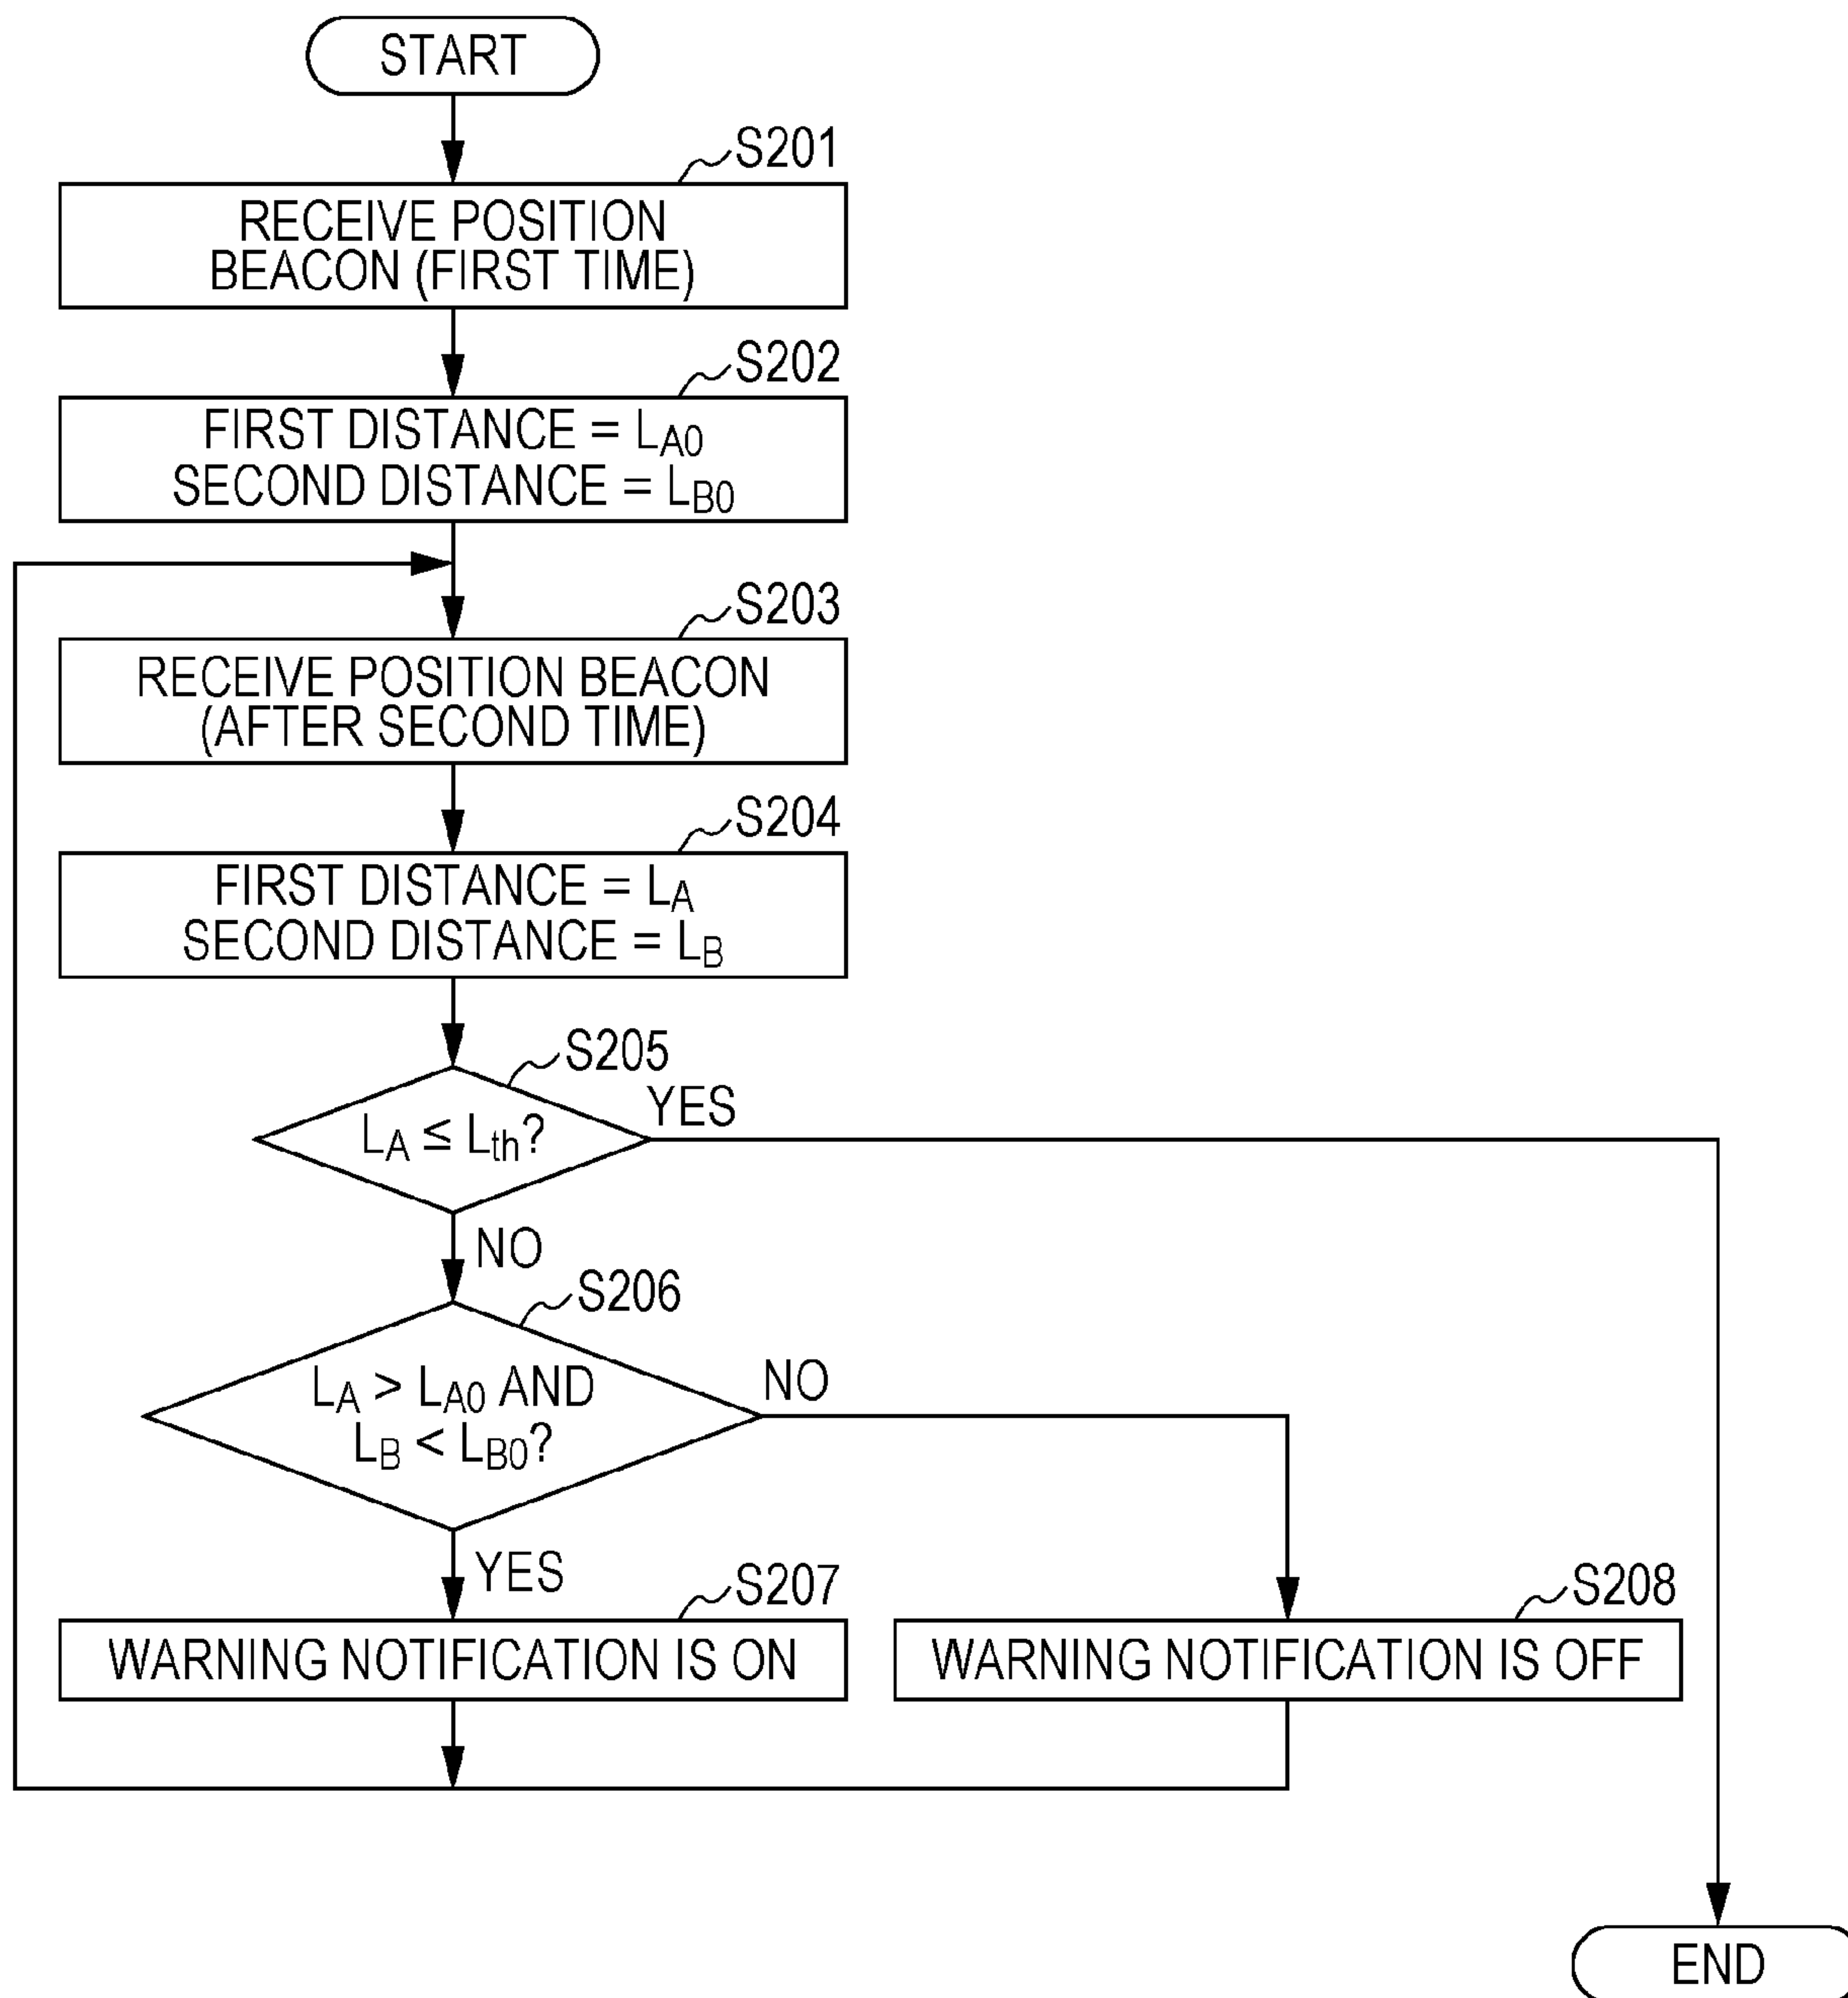 START
S201
RECEIVE POSITION
BEACON (FIRST TIME)
S202
FIRST DISTANCE = LA0
SECOND DISTANCE = LB0
S203
RECEIVE POSITION BEACON
(AFTER SECOND TIME)
S204
FIRST DISTANCE = LA
SECOND DISTANCE = LB
S205
LA ≤ Lth?
YES
NO
S206
LA > LA0 AND
LB < LB0?
NO
YES
S207
WARNING NOTIFICATION IS ON
S208
WARNING NOTIFICATION IS OFF
END